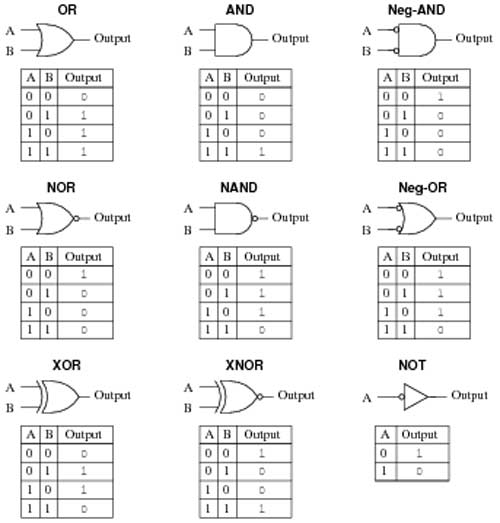 OR AND Neg-AND
A A A
Output Output Output
B B B
A B Output A B Output A B Output
0 0 0 0 0 0 0 0 1
0 1 1 0 1 0 0 1 0
1 0 1 1 0 0 1 0 0
1 1 1 1 1 1 1 1 0
NOR NAND Neg-OR
A A A
Output Output Output
B B B
A B Output A B Output A B Output
0 0 1 0 0 1 0 0 1
0 1 0 0 1 1 0 1 1
1 0 0 1 0 1 1 0 1
1 1 0 1 1 0 1 1 0
XOR XNOR NOT
A A
Output Output A Output
B B
A B Output A B Output A Output
0 0 0 0 0 1 0 1
0 1 1 0 1 0 1 0
1 0 1 1 0 0
1 1 0 1 1 1